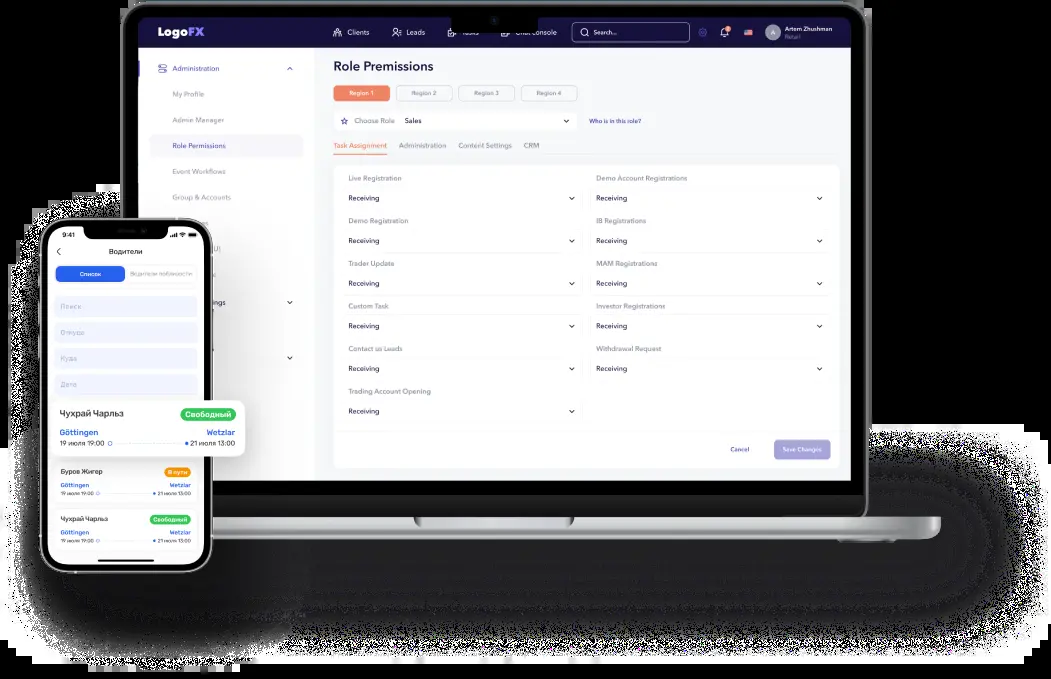 LogoFX
Clients
Leads
Tasks
Chat console
Search...
Artem Zhushman
Administration
My Profile
Admin Manager
Role Permissions
Event Workflows
Group & Accounts
Role Premissions
Region 1
Region 2
Region 3
Region 4
Choose Role
Sales
Who is in this role?
Task Assignment
Administration
Content Settings
CRM
Live Registration
Receiving
Demo Account Registrations
Receiving
Demo Registration
Receiving
IB Registrations
Receiving
Trader Update
Receiving
MAM Registrations
Receiving
Custom Task
Receiving
Investor Registrations
Receiving
Contact us Leads
Receiving
Withdrawal Request
Receiving
Trading Account Opening
Receiving
Cancel
Save Changes
9:41
Водители
Список
Водители поблизости
Поиск
Откуда
Куда
Дата
Чухрай Чарльз
Свободный
Göttingen
Wetzlar
19 июля 19:00
21 июля 13:00
Буров Жигер
В пути
Göttingen
Wetzlar
19 июля 19:00
21 июля 13:00
Чухрай Чарльз
Свободный
Göttingen
Wetzlar
19 июля 19:00
21 июля 13:00